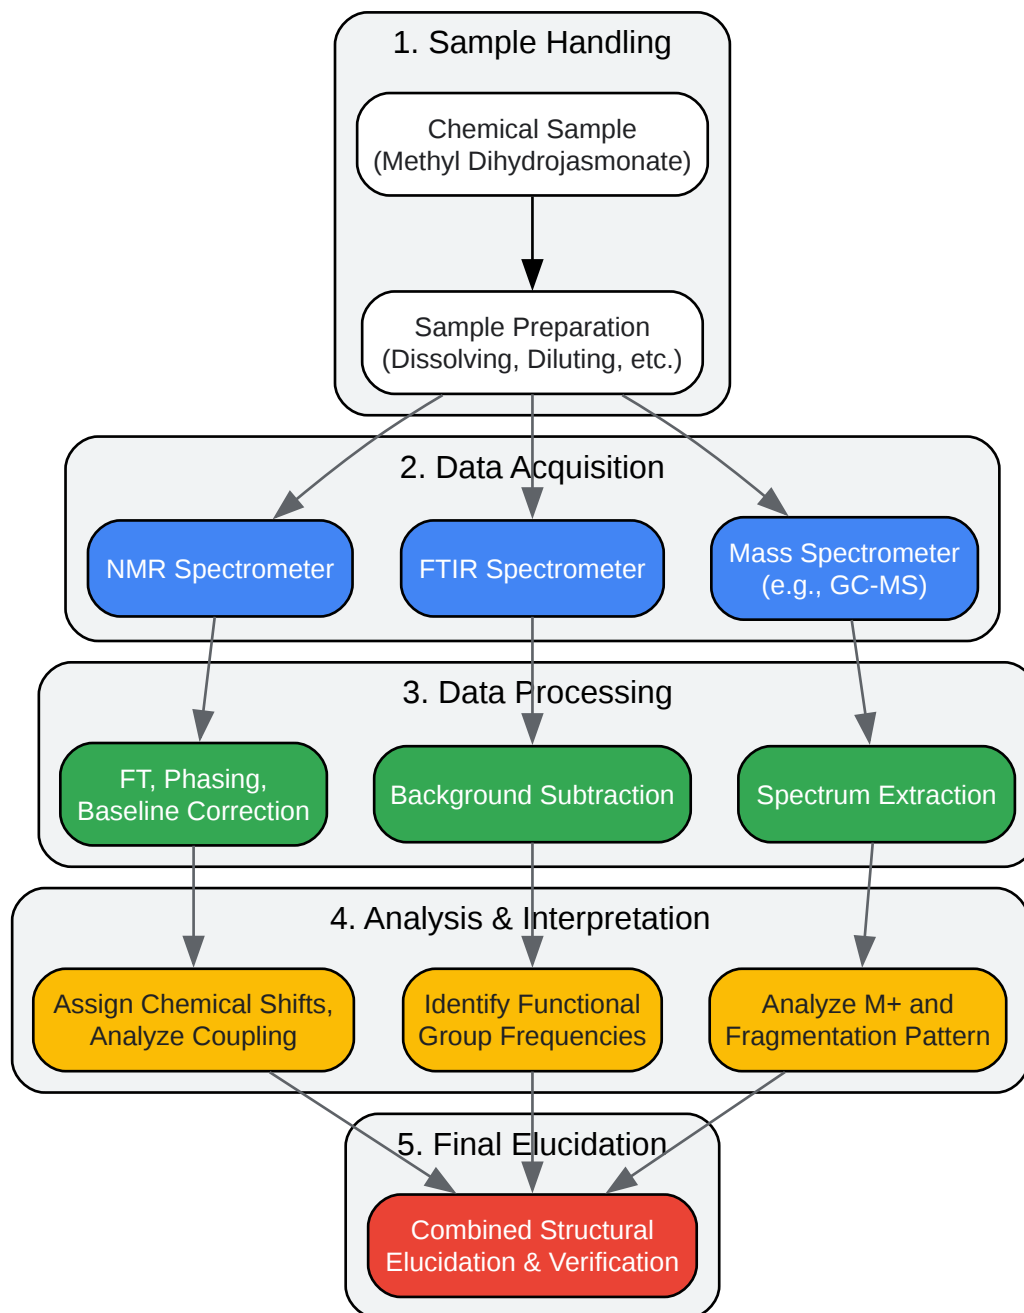 1. Sample Handling
Chemical Sample
(Methyl Dihydrojasmonate)
Sample Preparation
(Dissolving, Diluting, etc.)
2. Data Acquisition
NMR Spectrometer
FTIR Spectrometer
Mass Spectrometer
(e.g., GC-MS)
3. Data Processing
FT, Phasing,
Baseline Correction
Background Subtraction
Spectrum Extraction
4. Analysis & Interpretation
Assign Chemical Shifts,
Analyze Coupling
Identify Functional
Group Frequencies
Analyze M+ and
Fragmentation Pattern
5. Final Elucidation
Combined Structural
Elucidation & Verification